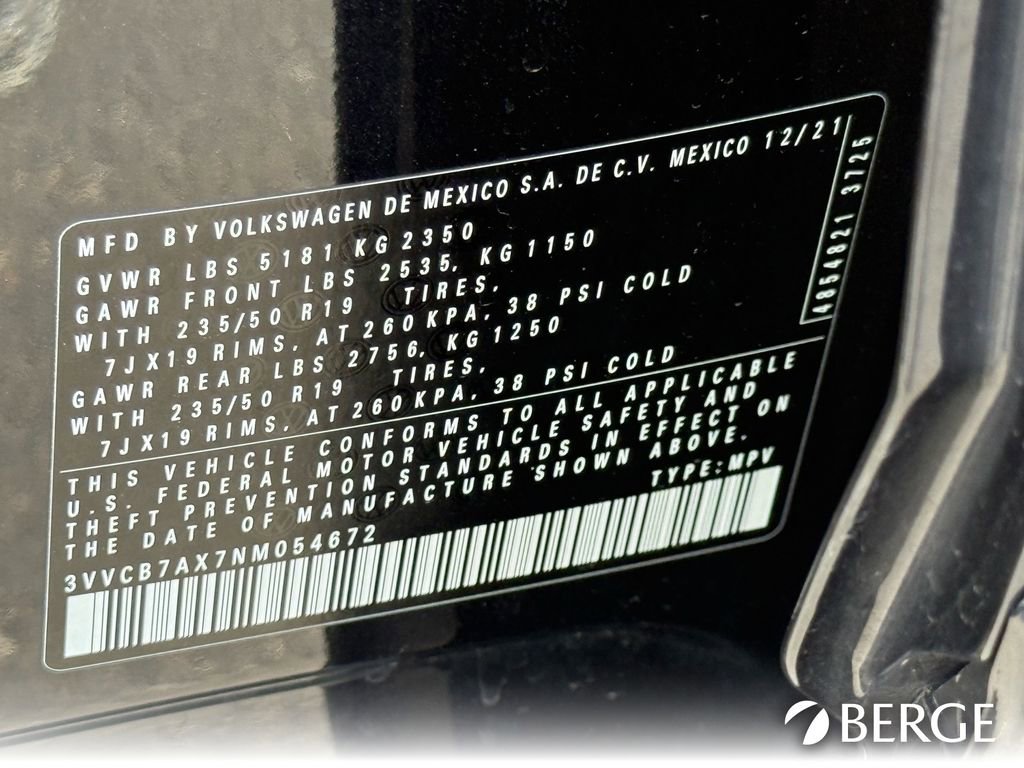 MFD BY VOLKSWAGEN DE MEXICO S.A. DE C.V. MEXICO 12/21
GVWR LBS 5181 KG 2350
GAWR FRONT LBS 2535, KG 1150
WITH 235/50 R19 TIRES,
7JX19 RIMS, AT 260 KPA, 38 PSI COLD
GAWR REAR LBS 2756, KG 1250
WITH 235/50 R19 TIRES,
7JX19 RIMS, AT 260 KPA, 38 PSI COLD
THIS VEHICLE CONFORMS TO ALL APPLICABLE
U.S. FEDERAL MOTOR VEHICLE SAFETY AND
THEFT PREVENTION STANDARDS IN EFFECT ON
THE DATE OF MANUFACTURE SHOWN ABOVE.
TYPE: MPV
3VVCB7AX7NM054672
4854821 3725
BERGE